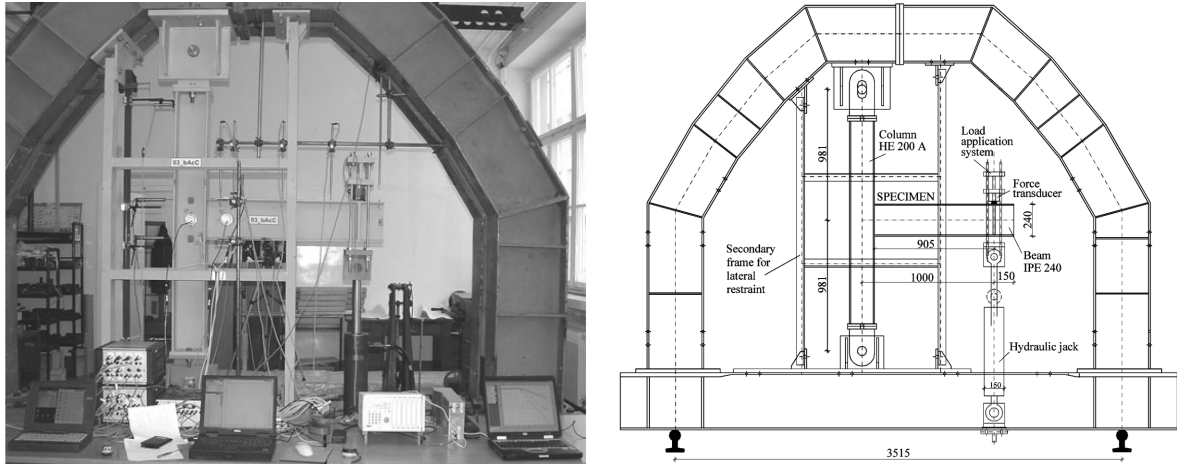 03_bAcC
03_bAcC
Column
HE 200 A
Load
application
system
Force
transducer
981
SPECIMEN
240
905
Beam
IPE 240
Secondary
frame for
lateral
restraint
1000
150
981
Hydraulic jack
150
3515